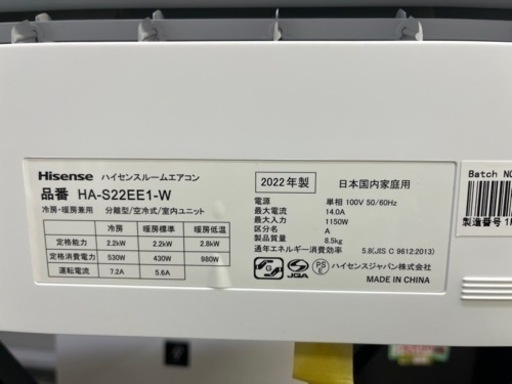 Hisense ハイセンスルームエアコン
品番 HA-S22EE1-W
冷房・暖房兼用 分離型/空冷式/室内ユニット
冷房標準 暖房標準 暖房低温
定格能力 2.2kW 2.2kW 2.8kW
定格消費電力 530W 430W 980W
運転電流 7.2A 5.6A
2022年製 日本国内家庭用
電源 単相 100V 50/60Hz
最大電流 14.0A
最大入力 1150W
区分名 A
質量 8.5kg
通年エネルギー消費効率 5.8(JIS C 9612:2013)
JQA
PS
E
ハイセンスジャパン株式会社
MADE IN CHINA
Batch
製造番号